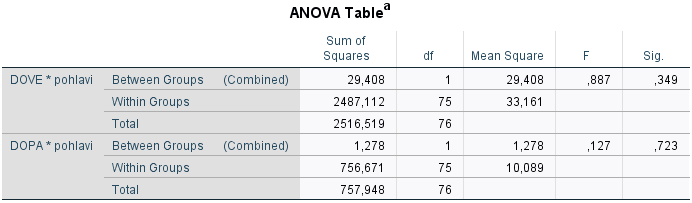 ANOVA Tableª
Sum of Squares df Mean Square F Sig.
DOVE * pohlavi Between Groups (Combined) 29,408 1 29,408 ,887 ,349
Within Groups 2487,112 75 33,161
Total 2516,519 76
DOPA * pohlavi Between Groups (Combined) 1,278 1 1,278 ,127 ,723
Within Groups 756,671 75 10,089
Total 757,948 76